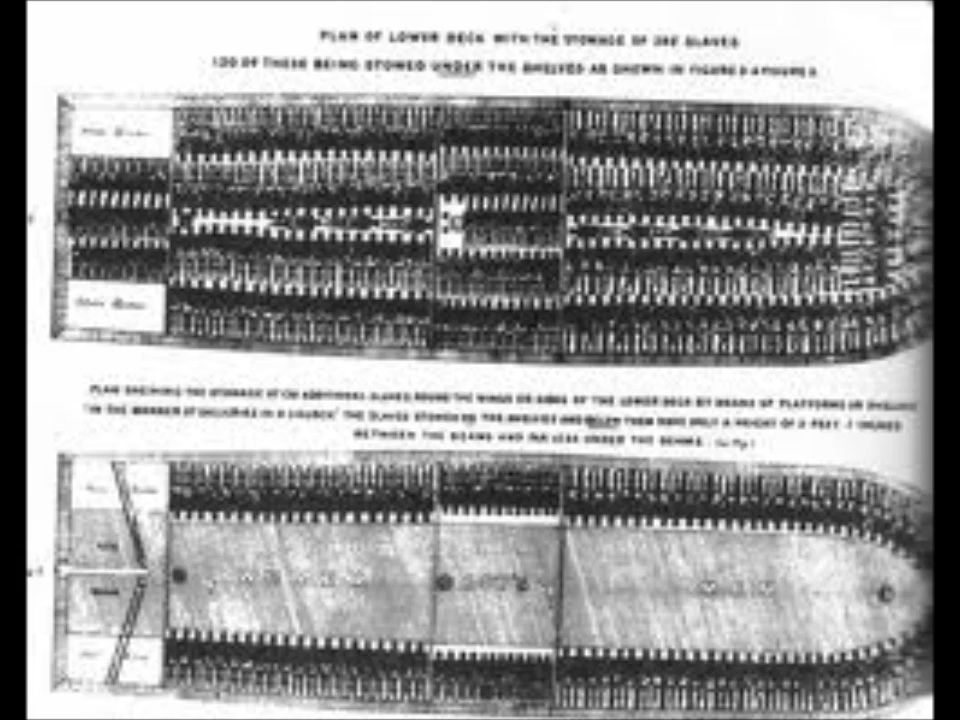 PLAN OF LOWER DECK WITH THE STOWAGE OF SLAVES
130 OF THESE BEING STOWED UNDER THE SHELVES AS SHEWN IN FIGURE
PLAN SHEWING THE STOWAGE OF 130 ADDITIONAL SLAVES ROUND THE WINGS OR SIDES OF THE LOWER DECK BY MEANS OF PLATFORMS OR SHELVES
(IN THE MANNER OF GALLERIES IN A CHURCH) THE SLAVES STOWED ON THE SHELVES AND BELOW THEM HAVE ONLY A HEIGHT OF 2 FEET 7 INCHES
BETWEEN THE BEAMS AND FAR LESS UNDER THE BEAMS.